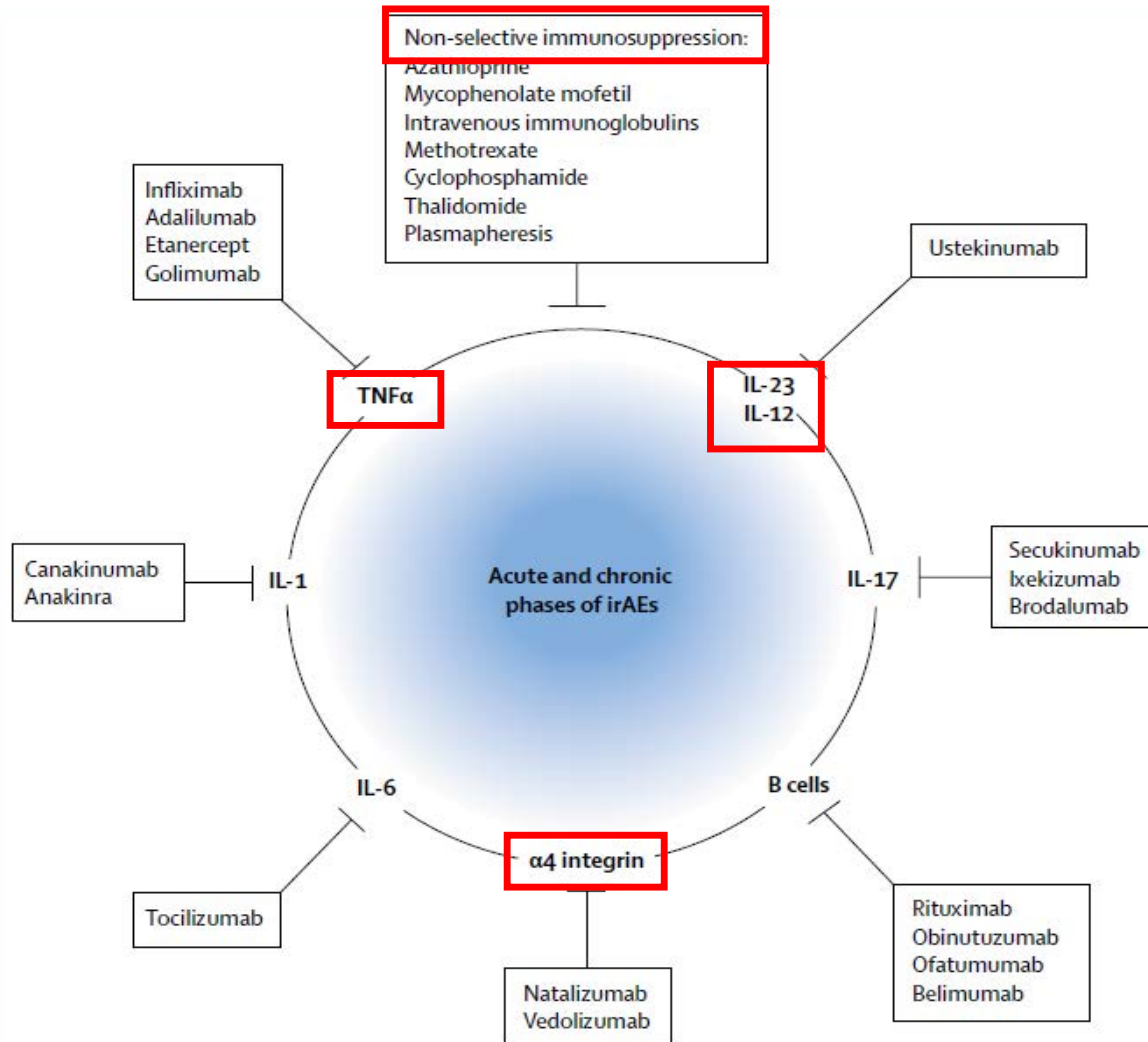 Non-selective immunosuppression:
Azathioprine
Mycophenolate mofetil
Intravenous immunoglobulins
Methotrexate
Cyclophosphamide
Thalidomide
Plasmapheresis
Infliximab
Adalilumab
Etanercept
Golimumab
Ustekinumab
TNFα
IL-23
IL-12
Canakinumab
Anakinra
IL-1
Acute and chronic
phases of irAEs
IL-17
Secukinumab
Ixekizumab
Brodalumab
IL-6
B cells
α4 integrin
Tocilizumab
Natalizumab
Vedolizumab
Rituximab
Obinutuzumab
Ofatumumab
Belimumab